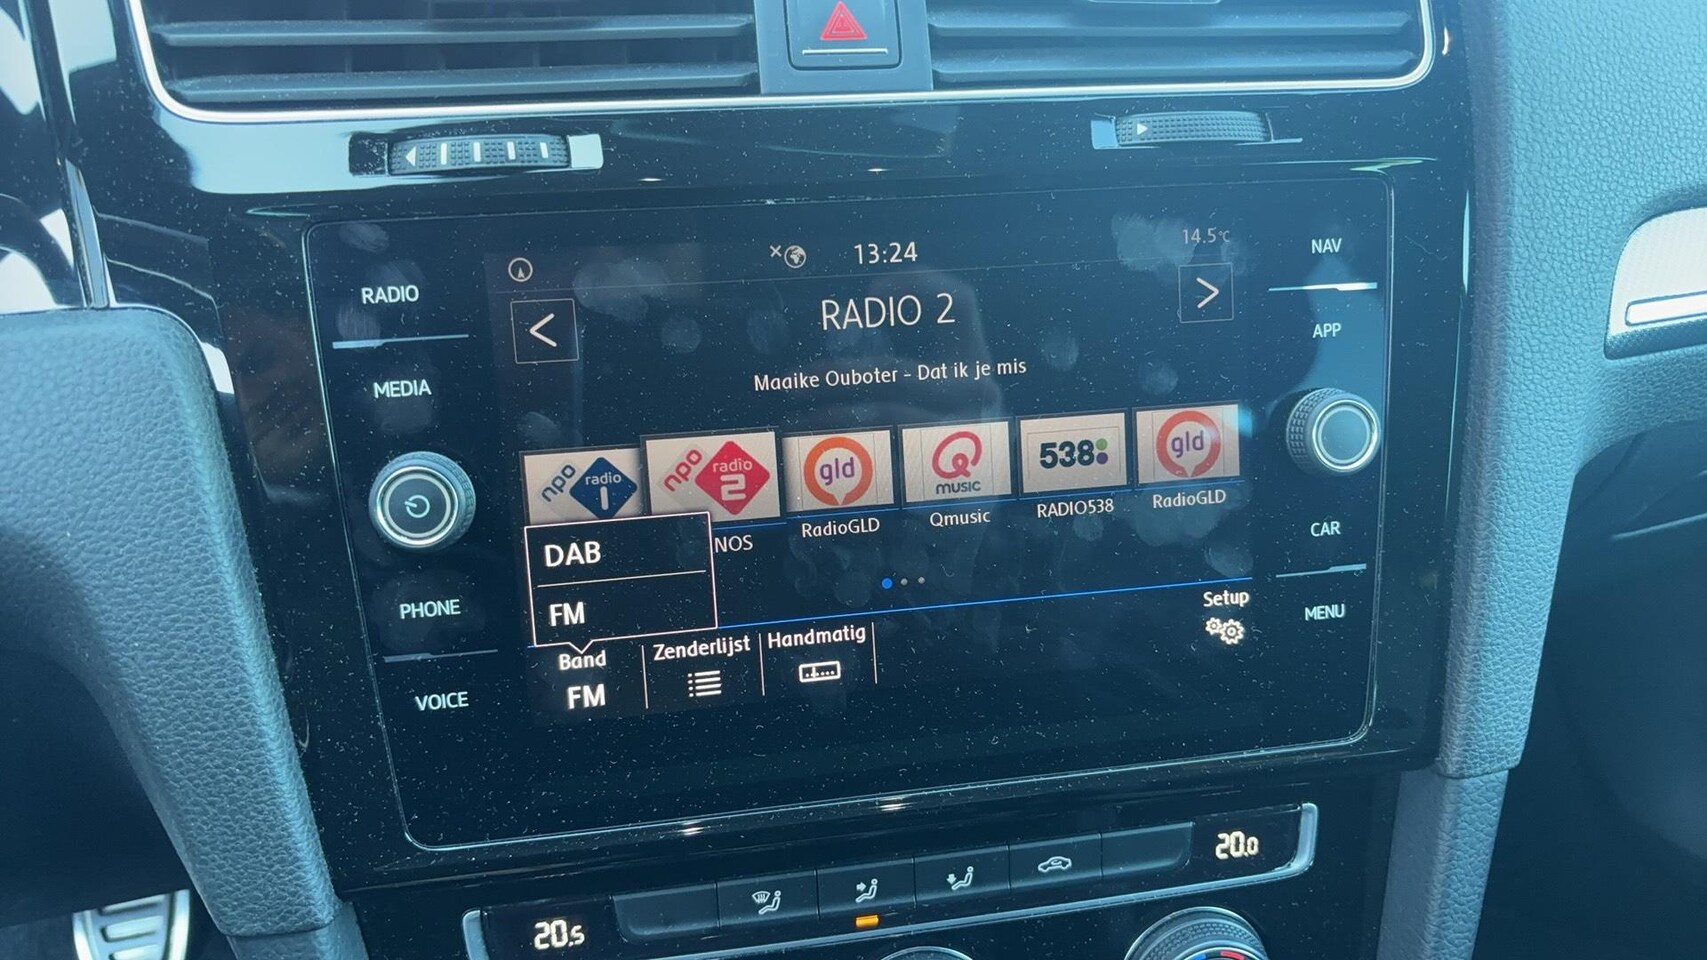 13:24
14.5°C
RADIO
NAV
RADIO 2
APP
MEDIA
Maaike Ouboter - Dat ik je mis
npo radio 1
npo radio 2
gld
Q MUSIC
538
gld
NOS
RadioGLD
Qmusic
RADIO538
RadioGLD
DAB
FM
CAR
PHONE
Setup
MENU
Band
Zenderlijst
Handmatig
FM
VOICE
20.5
20.0